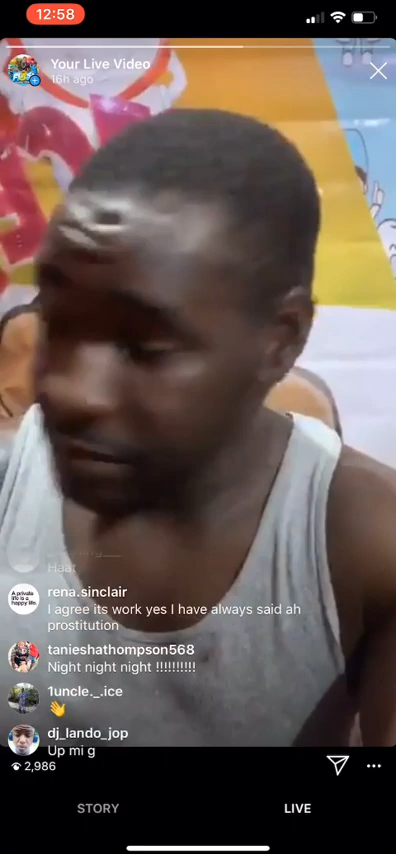 12:58
Your Live Video
16h ago
Haat
rena.sinclair
I agree its work yes I have always said ah
prostitution
tanieshathompson568
Night night night !!!!!!!!!!
1uncle._.ice
👋
dj_lando_jop
Up mi g
2,986
STORY
LIVE